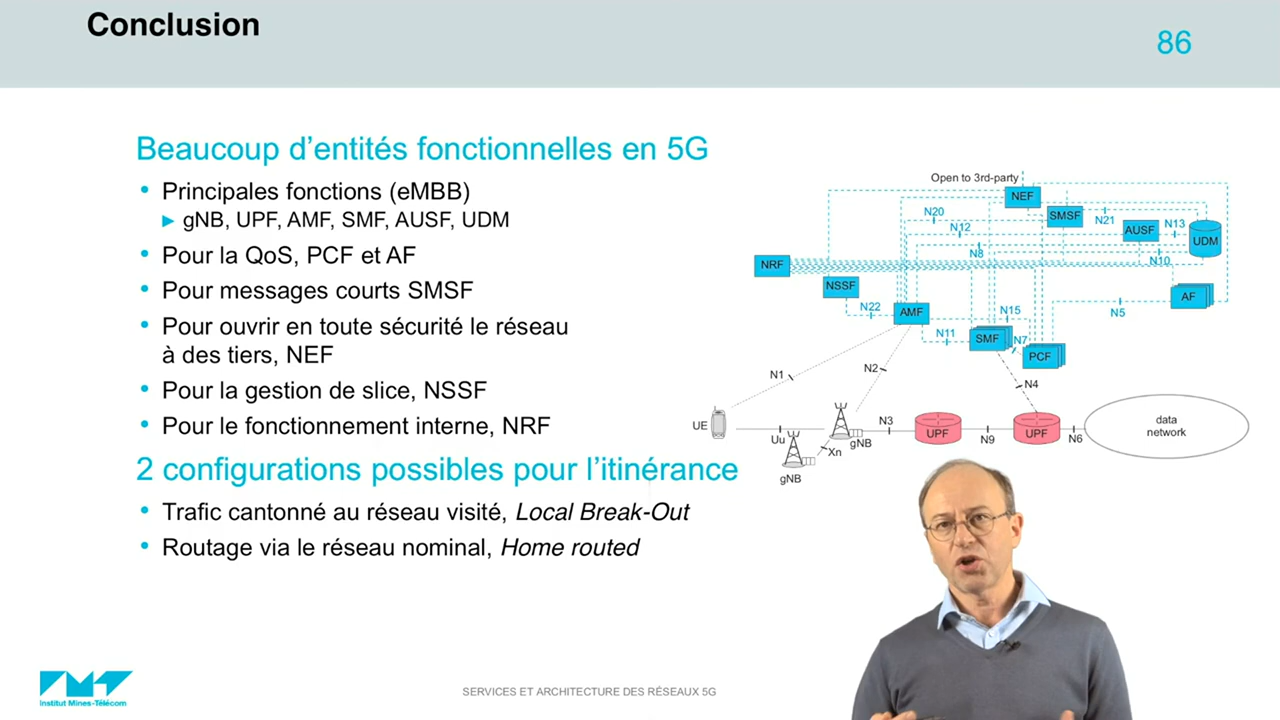 Conclusion
86
Beaucoup d’entités fonctionnelles en 5G
• Principales fonctions (eMBB)
► gNB, UPF, AMF, SMF, AUSF, UDM
• Pour la QoS, PCF et AF
• Pour messages courts SMSF
• Pour ouvrir en toute sécurité le réseau
à des tiers, NEF
• Pour la gestion de slice, NSSF
• Pour le fonctionnement interne, NRF
2 configurations possibles pour l’itinérance
• Trafic cantonné au réseau visité, Local Break-Out
• Routage via le réseau nominal, Home routed
Open to 3rd-party
NEF
N20
SMSF
N21
N12
AUSF
N13
UDM
N8
N10
NRF
NSSF
AF
N22
AMF
N15
N5
N11
SMF
N7
PCF
N1
N2
N4
UE
Uu
gNB
Xn
gNB
N3
UPF
N9
UPF
N6
data
network
Institut Mines-Télécom
SERVICES ET ARCHITECTURE DES RÉSEAUX 5G